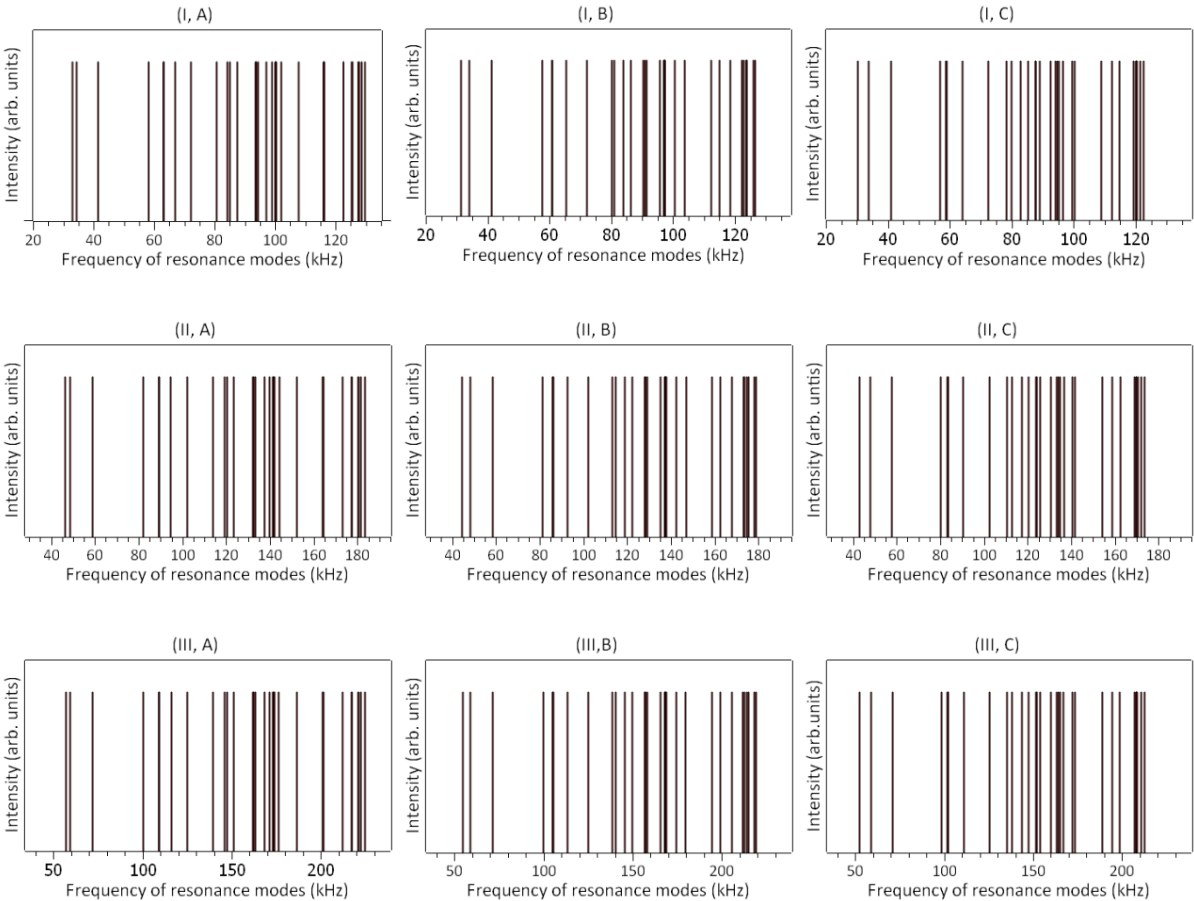 (I, A)
(I, B)
(I, C)
Intensity (arb. units)
Intensity (arb. units)
Intensity (arb. units)
20 40 60 80 100 120
20 40 60 80 100 120
20 40 60 80 100 120
Frequency of resonance modes (kHz)
Frequency of resonance modes (kHz)
Frequency of resonance modes (kHz)
(II, A)
(II, B)
(II, C)
Intensity (arb. units)
Intensity (arb. units)
Intensity (arb. untis)
40 60 80 100 120 140 160 180
40 60 80 100 120 140 160 180
40 60 80 100 120 140 160 180
Frequency of resonance modes (kHz)
Frequency of resonance modes (kHz)
Frequency of resonance modes (kHz)
(III, A)
(III,B)
(III, C)
Intensity (arb. units)
Intensity (arb. units)
Intensity (arb.units)
50 100 150 200
50 100 150 200
50 100 150 200
Frequency of resonance modes (kHz)
Frequency of resonance modes (kHz)
Frequency of resonance modes (kHz)